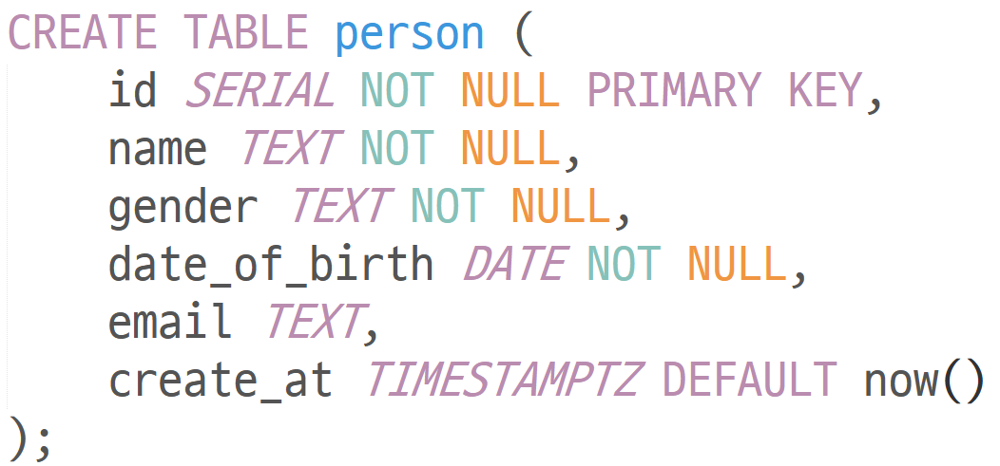 CREATE TABLE person (
    id SERIAL NOT NULL PRIMARY KEY,
    name TEXT NOT NULL,
    gender TEXT NOT NULL,
    date_of_birth DATE NOT NULL,
    email TEXT,
    create_at TIMESTAMPTZ DEFAULT now()
);